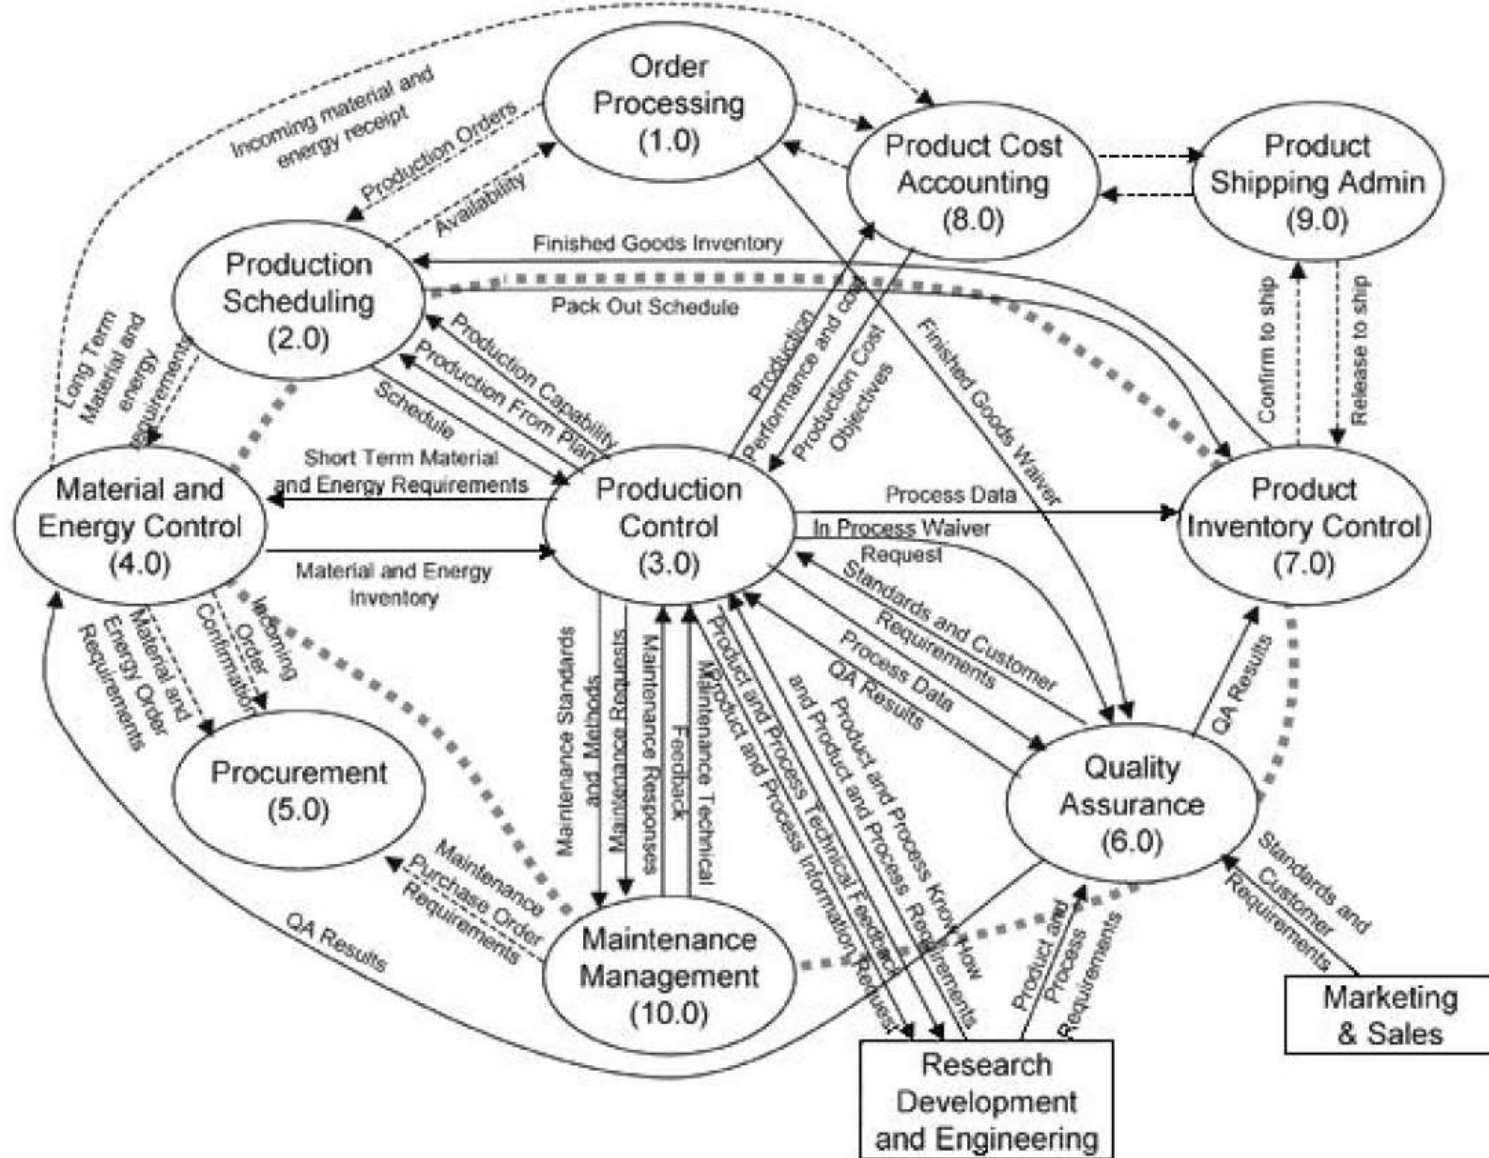 Order
Processing
(1.0)
Incoming material and
energy receipt
Production Orders
Availability
Product Cost
Accounting
(8.0)
Product
Shipping Admin
(9.0)
Production
Scheduling
(2.0)
Finished Goods Inventory
Pack Out Schedule
Long Term
Material and
energy
requirements
Production Capability
Production From Plan
Schedule
Production
Performance and cost
Production Cost
Objectives
Finished Goods Waiver
Confirm to ship
Release to ship
Short Term Material
and Energy Requirements
Material and
Energy Control
(4.0)
Material and Energy
Inventory
Production
Control
(3.0)
Process Data
In Process Waiver
Request
Product
Inventory Control
(7.0)
Standards and Customer
Requirements
Process Data
QA Results
QA Results
Material and
Energy Order
Requirements
Incoming
Order
Confirmation
Procurement
(5.0)
Maintenance Standards
and Methods
Maintenance Requests
Maintenance Responses
Feedback
Maintenance Technical
Product and Process Technical Feedback
Product and Process Information Request
Product and Process Know How
and Product and Process Requirements
Quality
Assurance
(6.0)
Maintenance
Purchase Order
Requirements
QA Results
Maintenance
Management
(10.0)
Product and
Process
Requirements
Standards and
Customer
Requirements
Marketing
& Sales
Research
Development
and Engineering